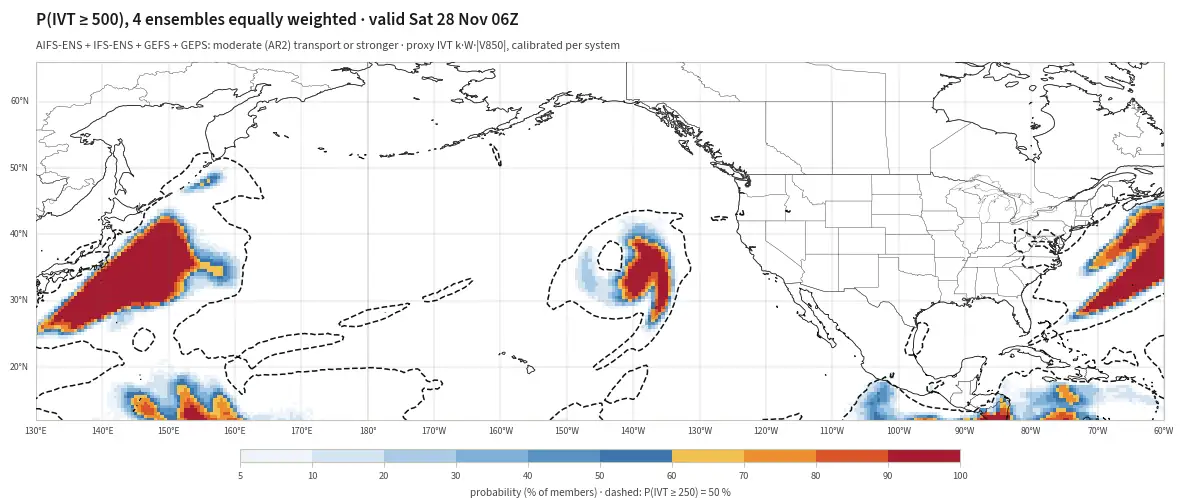 P(IVT ≥ 500), 4 ensembles equally weighted · valid Sat 28 Nov 06Z
AIFS-ENS + IFS-ENS + GEFS + GEPS: moderate (AR2) transport or stronger · proxy IVT k·W·|V850|, calibrated per system
60°N
50°N
40°N
30°N
20°N
130°E 140°E 150°E 160°E 170°E 180° 170°W 160°W 150°W 140°W 130°W 120°W 110°W 100°W 90°W 80°W 70°W 60°W
5 10 20 30 40 50 60 70 80 90 100
probability (% of members) · dashed: P(IVT ≥ 250) = 50 %